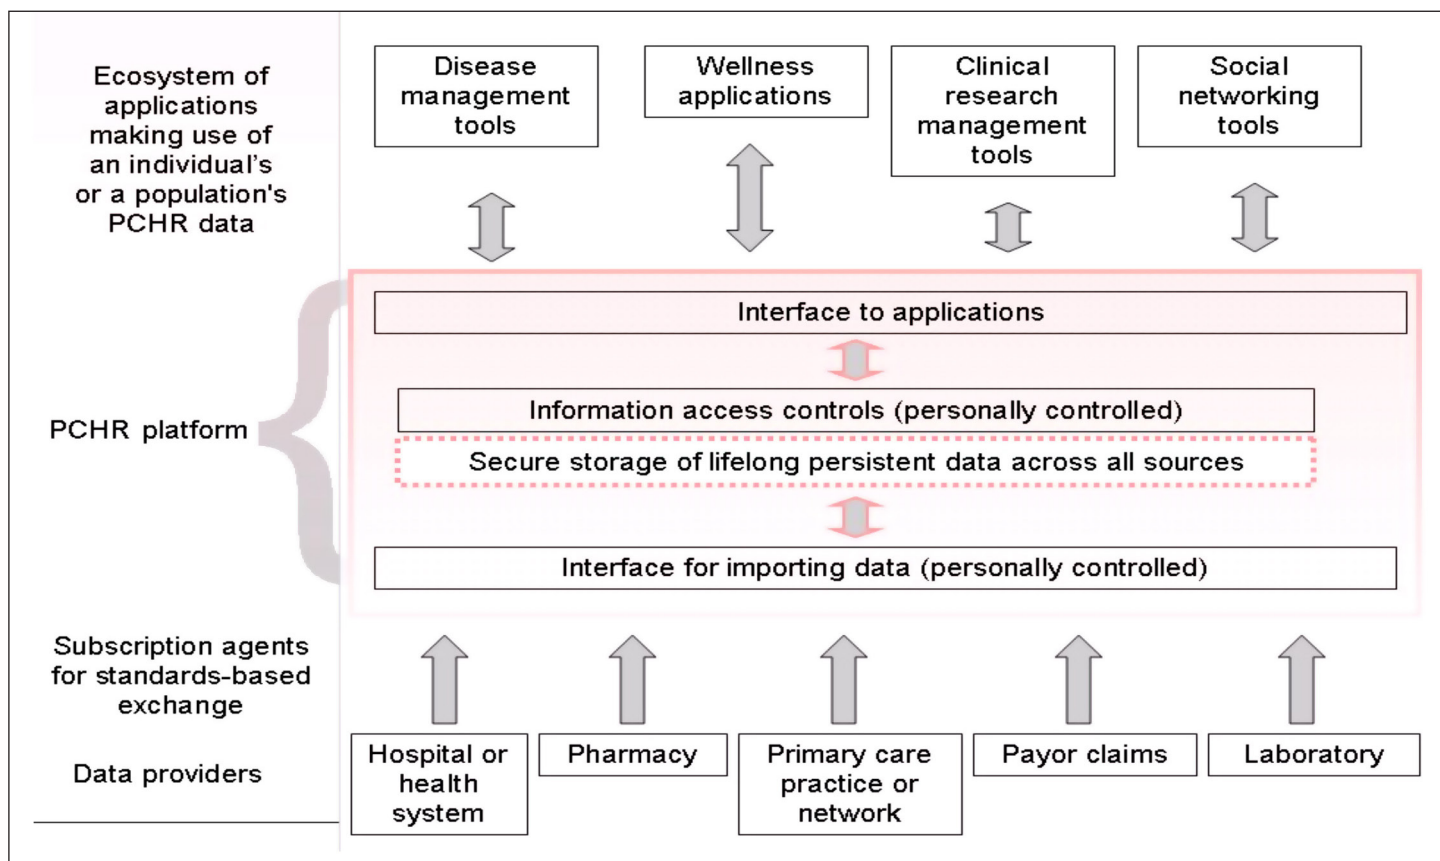 Ecosystem of
applications
making use of
an individual's
or a population's
PCHR data
Disease
management
tools
Wellness
applications
Clinical
research
management
tools
Social
networking
tools
PCHR platform
Interface to applications
Information access controls (personally controlled)
Secure storage of lifelong persistent data across all sources
Interface for importing data (personally controlled)
Subscription agents
for standards-based
exchange
Data providers
Hospital or
health
system
Pharmacy
Primary care
practice or
network
Payor claims
Laboratory